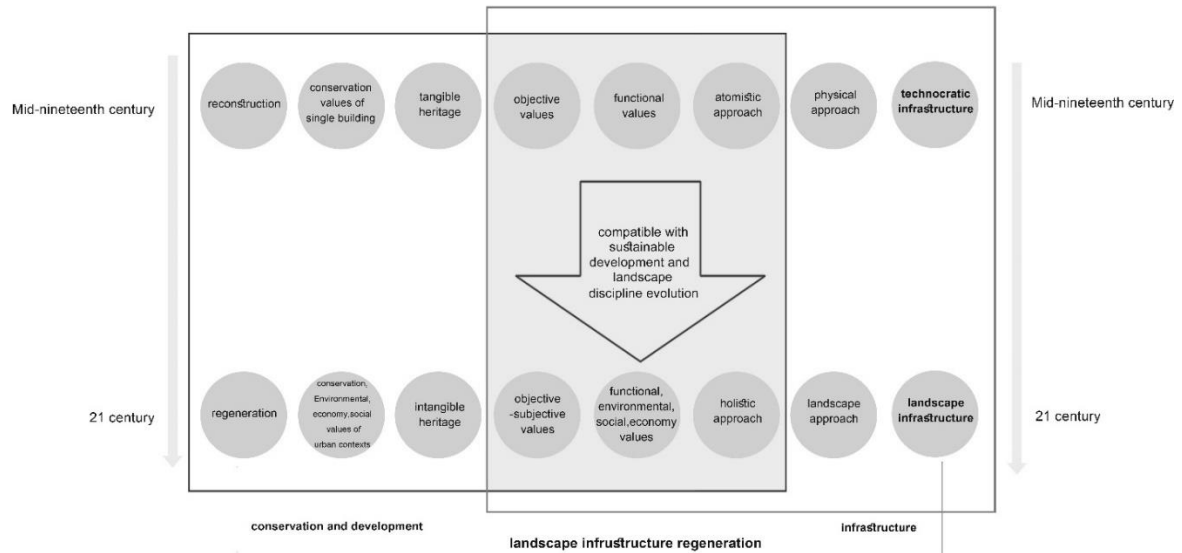 Mid-nineteenth century
reconstruction
conservation
values of
single building
tangible
heritage
objective
values
functional
values
atomistic
approach
physical
approach
technocratic
infrastructure
Mid-nineteenth century
compatible with
sustainable
development and
landscape
discipline evolution
21 century
regeneration
conservation,
Environmental,
economy,social
values of
urban contexts
intangible
heritage
objective
-subjective
values
functional,
environmental,
social,economy
values
holistic
approach
landscape
approach
landscape
infrastructure
21 century
conservation and development
infrastructure
landscape infrustructure regeneration